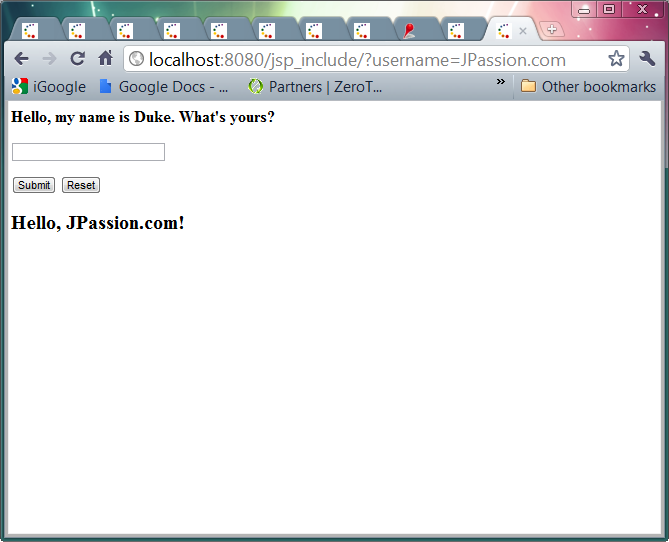 localhost:8080/jsp_include/?username=JPassion.com
iGoogle Google Docs - ... Partners | ZeroT... » Other bookmarks
Hello, my name is Duke. What's yours?
Submit Reset
Hello, JPassion.com!